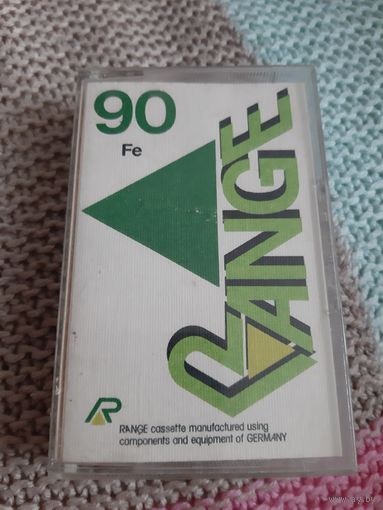 90
Fe
RANGE
R
RANGE cassette manufactured using
components and equipment of GERMANY